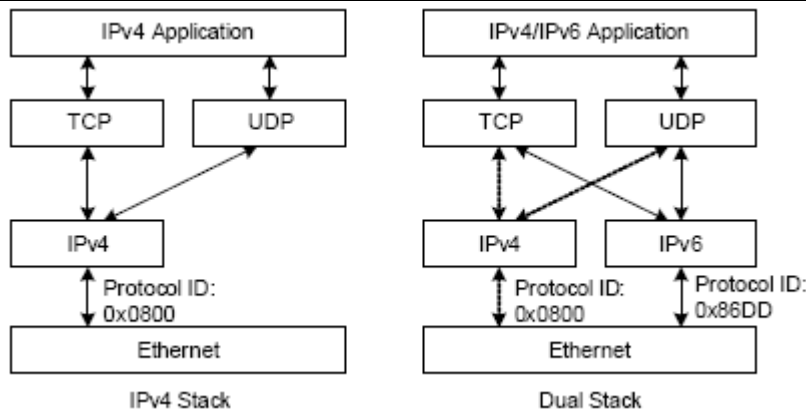 IPv4 Application
TCP
UDP
IPv4
Protocol ID:
0x0800
Ethernet
IPv4 Stack
IPv4/IPv6 Application
TCP
UDP
IPv4
IPv6
Protocol ID:
0x0800
Protocol ID:
0x86DD
Ethernet
Dual Stack